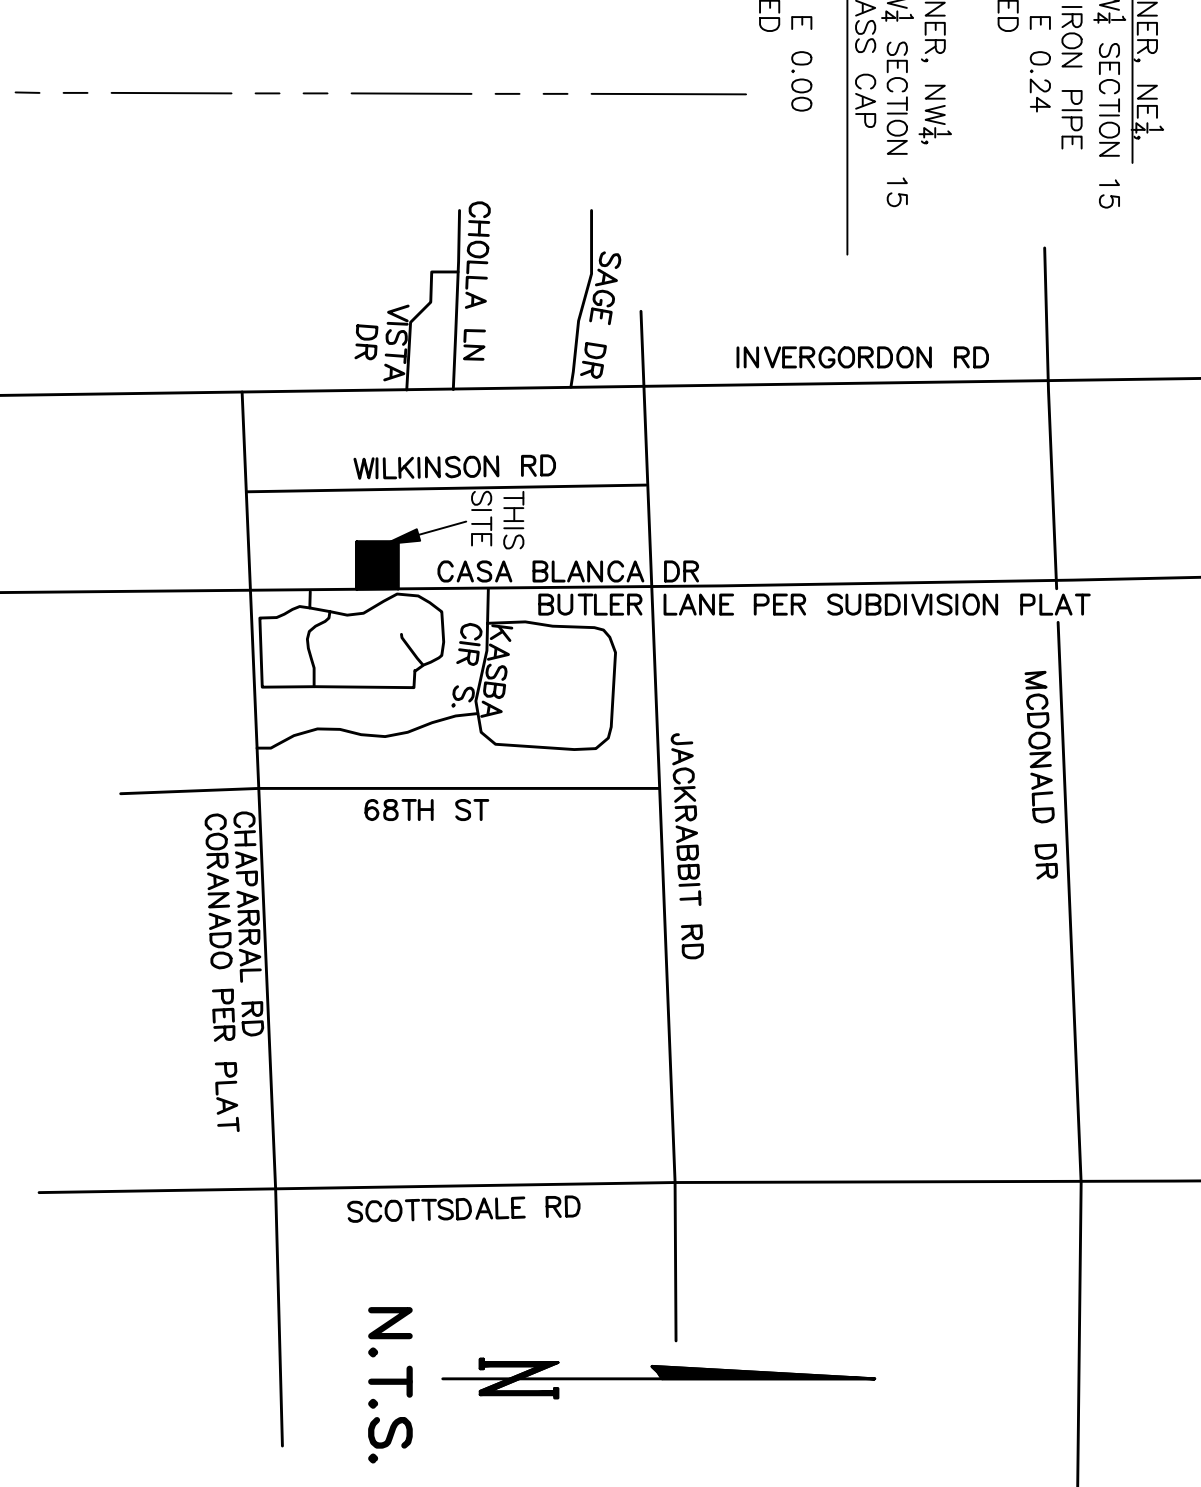 NER, NE¼,
W¼ SECTION 15
IRON PIPE
E 0.24
ED
NER, NW¼,
W¼ SECTION 15
ASS CAP
E 0.00
ED
SAGE DR
CHOLLA LN
VISTA
DR
INVERGORDON RD
WILKINSON RD
THIS
SITE
CASA BLANCA DR
BUTLER LANE PER SUBDIVISION PLAT
KASBA
CIR S.
MCDONALD DR
JACKRABBIT RD
68TH ST
CHAPARRAL RD
CORANADO PER PLAT
SCOTTSDALE RD
N
N.T.S.